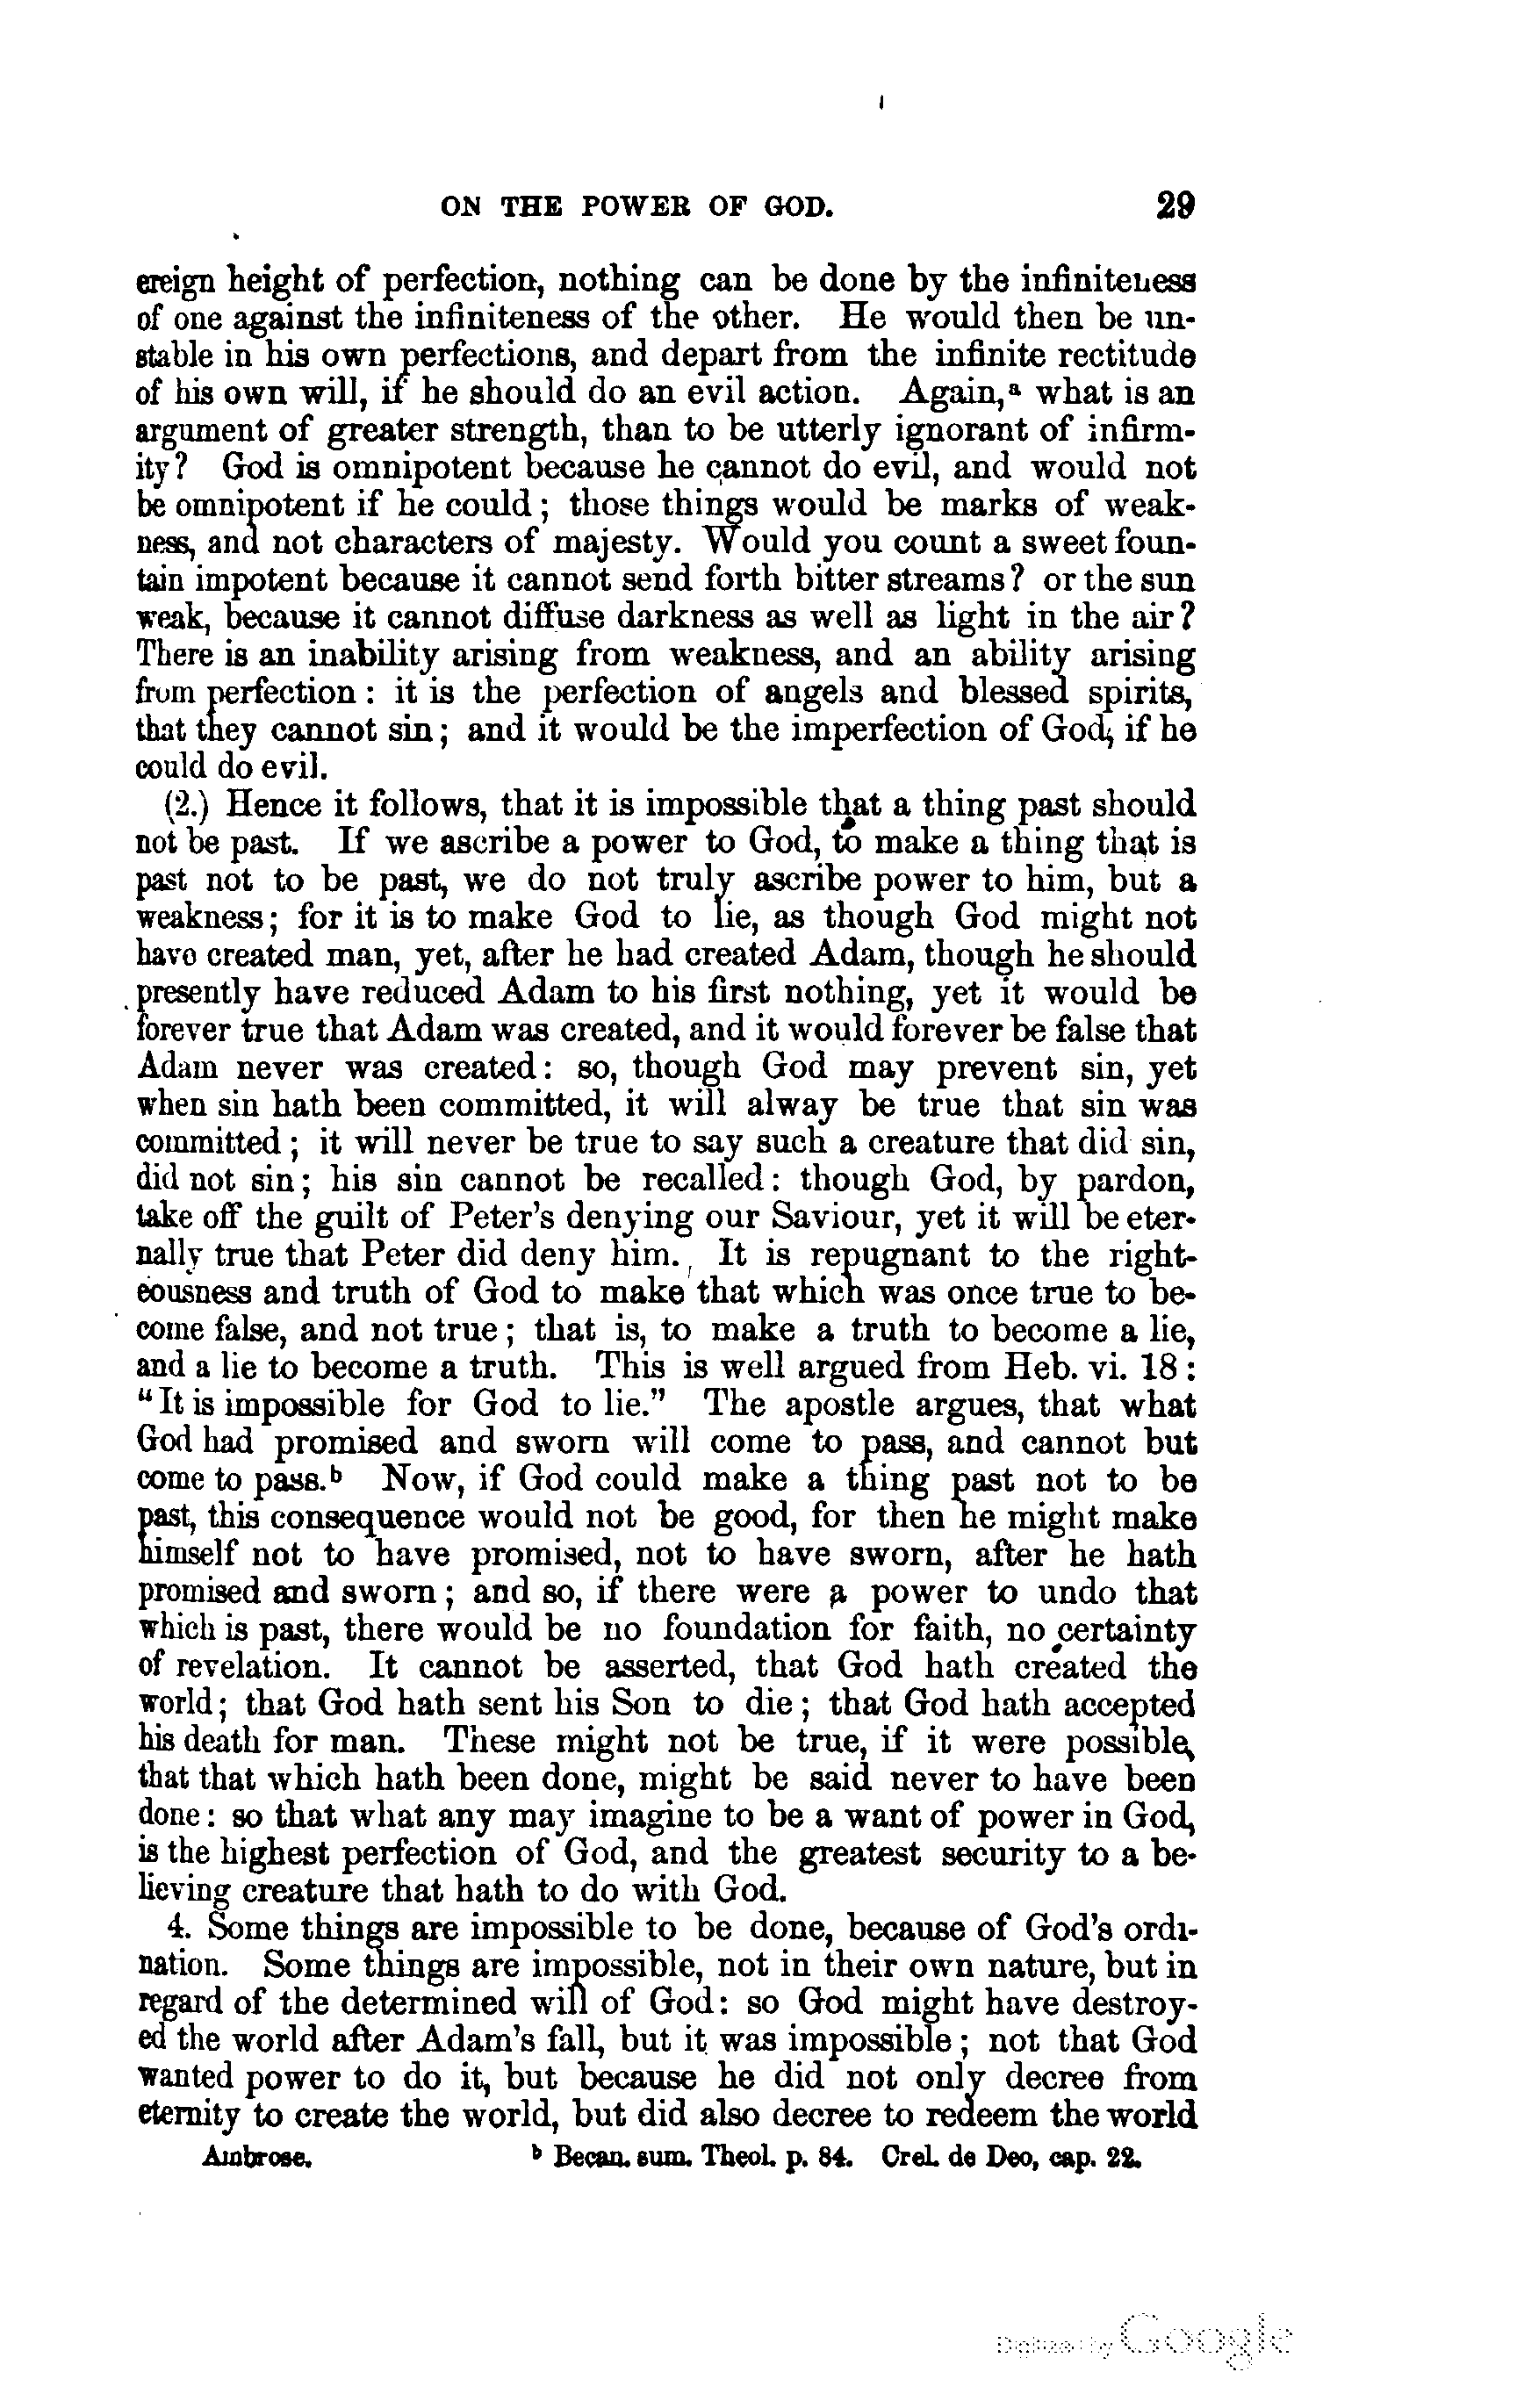 ON THE POWER OF GOD. 29
ereign height of perfection, nothing can be done by the infiniteness
of one against the infiniteness of the other. He would then be un-
stable in his own perfections, and depart from the infinite rectitude
of his own will, if he should do an evil action. Again,ᵃ what is an
argument of greater strength, than to be utterly ignorant of infirm-
ity? God is omnipotent because he cannot do evil, and would not
be omnipotent if he could; those things would be marks of weak-
ness, and not characters of majesty. Would you count a sweet foun-
tain impotent because it cannot send forth bitter streams? or the sun
weak, because it cannot diffuse darkness as well as light in the air?
There is an inability arising from weakness, and an ability arising
from perfection: it is the perfection of angels and blessed spirits,
that they cannot sin; and it would be the imperfection of God, if he
could do evil.
(2.) Hence it follows, that it is impossible that a thing past should
not be past. If we ascribe a power to God, to make a thing that is
past not to be past, we do not truly ascribe power to him, but a
weakness; for it is to make God to lie, as though God might not
have created man, yet, after he had created Adam, though he should
presently have reduced Adam to his first nothing, yet it would be
forever true that Adam was created, and it would forever be false that
Adam never was created: so, though God may prevent sin, yet
when sin hath been committed, it will alway be true that sin was
committed; it will never be true to say such a creature that did sin,
did not sin; his sin cannot be recalled: though God, by pardon,
take off the guilt of Peter's denying our Saviour, yet it will be eter-
nally true that Peter did deny him. It is repugnant to the right-
eousness and truth of God to make that which was once true to be-
come false, and not true; that is, to make a truth to become a lie,
and a lie to become a truth. This is well argued from Heb. vi. 18:
"It is impossible for God to lie." The apostle argues, that what
God had promised and sworn will come to pass, and cannot but
come to pass.ᵇ Now, if God could make a thing past not to be
past, this consequence would not be good, for then he might make
himself not to have promised, not to have sworn, after he hath
promised and sworn; and so, if there were a power to undo that
which is past, there would be no foundation for faith, no certainty
of revelation. It cannot be asserted, that God hath created the
world; that God hath sent his Son to die; that God hath accepted
his death for man. These might not be true, if it were possible,
that that which hath been done, might be said never to have been
done: so that what any may imagine to be a want of power in God,
is the highest perfection of God, and the greatest security to a be-
lieving creature that hath to do with God.
4. Some things are impossible to be done, because of God's ordi-
nation. Some things are impossible, not in their own nature, but in
regard of the determined will of God: so God might have destroy-
ed the world after Adam's fall, but it was impossible; not that God
wanted power to do it, but because he did not only decree from
eternity to create the world, but did also decree to redeem the world
Ambrose. ᵇ Becan. sum. Theol. p. 84. Crel. de Deo, cap. 22.
Digitized by Google